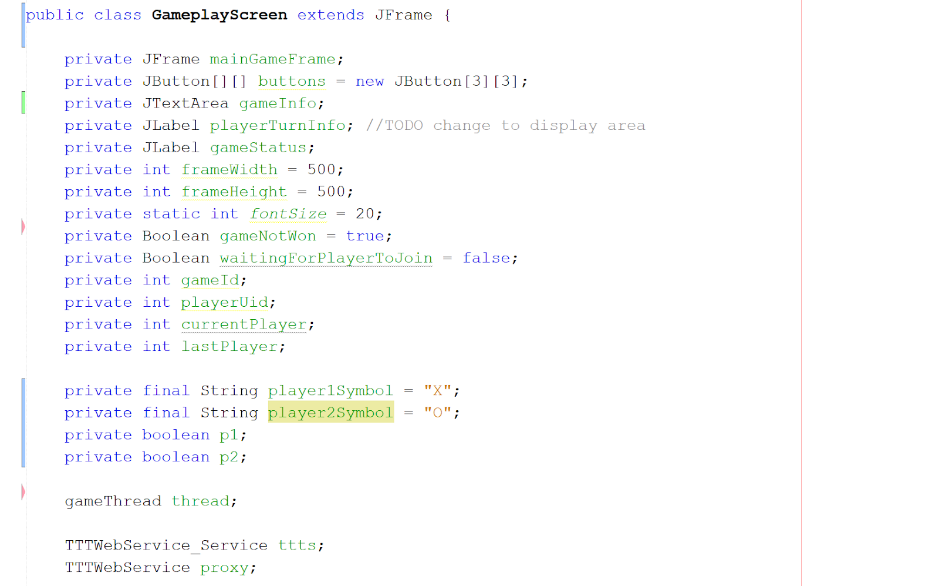 public class GameplayScreen extends JFrame {
private JFrame mainGameFrame;
private JButton[][] buttons = new JButton[3][3];
private JTextArea gameInfo;
private JLabel playerTurnInfo; //TODO change to display area
private JLabel gameStatus;
private int frameWidth = 500;
private int frameHeight = 500;
private static int fontSize = 20;
private Boolean gameNotWon = true;
private Boolean waitingForPlayerToJoin = false;
private int gameId;
private int playerUid;
private int currentPlayer;
private int lastPlayer;
private final String player1Symbol = "X";
private final String player2Symbol = "O";
private boolean p1;
private boolean p2;
gameThread thread;
TTTWebService_Service ttts;
TTTWebService proxy;